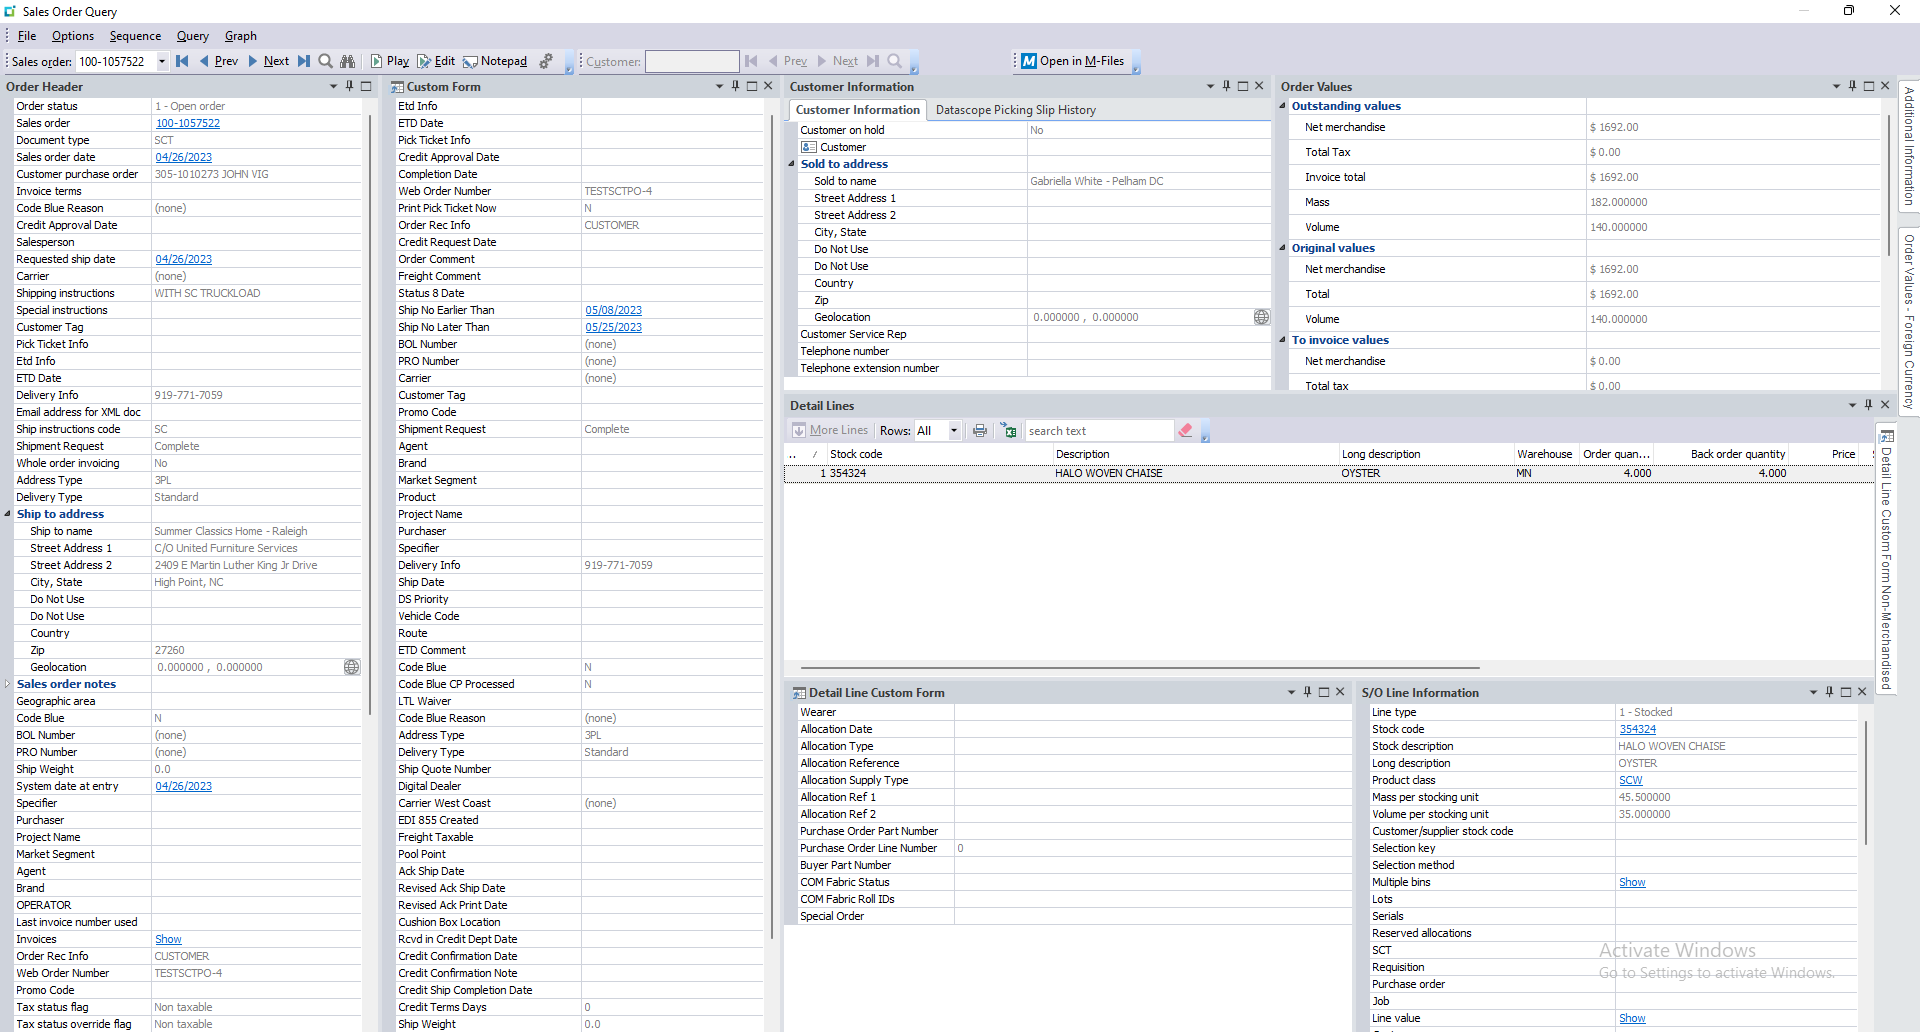 Sales Order Query
File Options Sequence Query Graph
Sales order: 100-1057522 Prev Next Play Edit Notepad Customer: Prev Next Open in M-Files
Order Header
Order status 1 - Open order
Sales order 100-1057522
Document type SCT
Sales order date 04/26/2023
Customer purchase order 305-1010273 JOHN VIG
Invoice terms
Code Blue Reason (none)
Credit Approval Date
Salesperson
Requested ship date 04/26/2023
Carrier (none)
Shipping instructions WITH SC TRUCKLOAD
Special instructions
Customer Tag
Pick Ticket Info
Etd Info
ETD Date
Delivery Info 919-771-7059
Email address for XML doc
Ship instructions code SC
Shipment Request Complete
Whole order invoicing No
Address Type 3PL
Delivery Type Standard
Ship to address
Ship to name Summer Classics Home - Raleigh
Street Address 1 C/O United Furniture Services
Street Address 2 2409 E Martin Luther King Jr Drive
City, State High Point, NC
Do Not Use
Do Not Use
Country
Zip 27260
Geolocation 0.000000 , 0.000000
Sales order notes
Geographic area
Code Blue N
BOL Number (none)
PRO Number (none)
Ship Weight 0.0
System date at entry 04/26/2023
Specifier
Purchaser
Project Name
Market Segment
Agent
Brand
OPERATOR
Last invoice number used
Invoices Show
Order Rec Info CUSTOMER
Web Order Number TESTSCTPO-4
Promo Code
Tax status flag Non taxable
Tax status override flag Non taxable
Custom Form
Etd Info
ETD Date
Pick Ticket Info
Credit Approval Date
Completion Date
Web Order Number TESTSCTPO-4
Print Pick Ticket Now N
Order Rec Info CUSTOMER
Credit Request Date
Order Comment
Freight Comment
Status 8 Date
Ship No Earlier Than 05/08/2023
Ship No Later Than 05/25/2023
BOL Number (none)
PRO Number (none)
Carrier (none)
Customer Tag
Promo Code
Shipment Request Complete
Agent
Brand
Market Segment
Product
Project Name
Purchaser
Specifier
Delivery Info 919-771-7059
Ship Date
DS Priority
Vehicle Code
Route
ETD Comment
Code Blue N
Code Blue CP Processed N
LTL Waiver
Code Blue Reason (none)
Address Type 3PL
Delivery Type Standard
Ship Quote Number
Digital Dealer
Carrier West Coast (none)
EDI 855 Created
Freight Taxable
Pool Point
Ack Ship Date
Revised Ack Ship Date
Revised Ack Print Date
Cushion Box Location
Rcvd in Credit Dept Date
Credit Confirmation Date
Credit Confirmation Note
Credit Ship Completion Date
Credit Terms Days 0
Ship Weight 0.0
Customer Information
Customer Information Datascope Picking Slip History
Customer on hold No
Customer
Sold to address
Sold to name Gabriella White - Pelham DC
Street Address 1
Street Address 2
City, State
Do Not Use
Do Not Use
Country
Zip
Geolocation 0.000000 , 0.000000
Customer Service Rep
Telephone number
Telephone extension number
Order Values
Outstanding values
Net merchandise $ 1692.00
Total Tax $ 0.00
Invoice total $ 1692.00
Mass 182.000000
Volume 140.000000
Original values
Net merchandise $ 1692.00
Total $ 1692.00
Volume 140.000000
To invoice values
Net merchandise $ 0.00
Total tax $ 0.00
Additional Information
Order Values - Foreign Currency
Detail Lines
More Lines Rows: All search text
.. / Stock code Description Long description Warehouse Order quan... Back order quantity Price
1 354324 HALO WOVEN CHAISE OYSTER MN 4.000 4.000
Detail Line Custom Form Non-Merchandised
Detail Line Custom Form
Wearer
Allocation Date
Allocation Type
Allocation Reference
Allocation Supply Type
Allocation Ref 1
Allocation Ref 2
Purchase Order Part Number
Purchase Order Line Number 0
Buyer Part Number
COM Fabric Status
COM Fabric Roll IDs
Special Order
S/O Line Information
Line type 1 - Stocked
Stock code 354324
Stock description HALO WOVEN CHAISE
Long description OYSTER
Product class SCW
Mass per stocking unit 45.500000
Volume per stocking unit 35.000000
Customer/supplier stock code
Selection key
Selection method
Multiple bins Show
Lots
Serials
Reserved allocations
SCT
Requisition
Purchase order
Job
Line value Show
Activate Windows
Go to Settings to activate Windows.